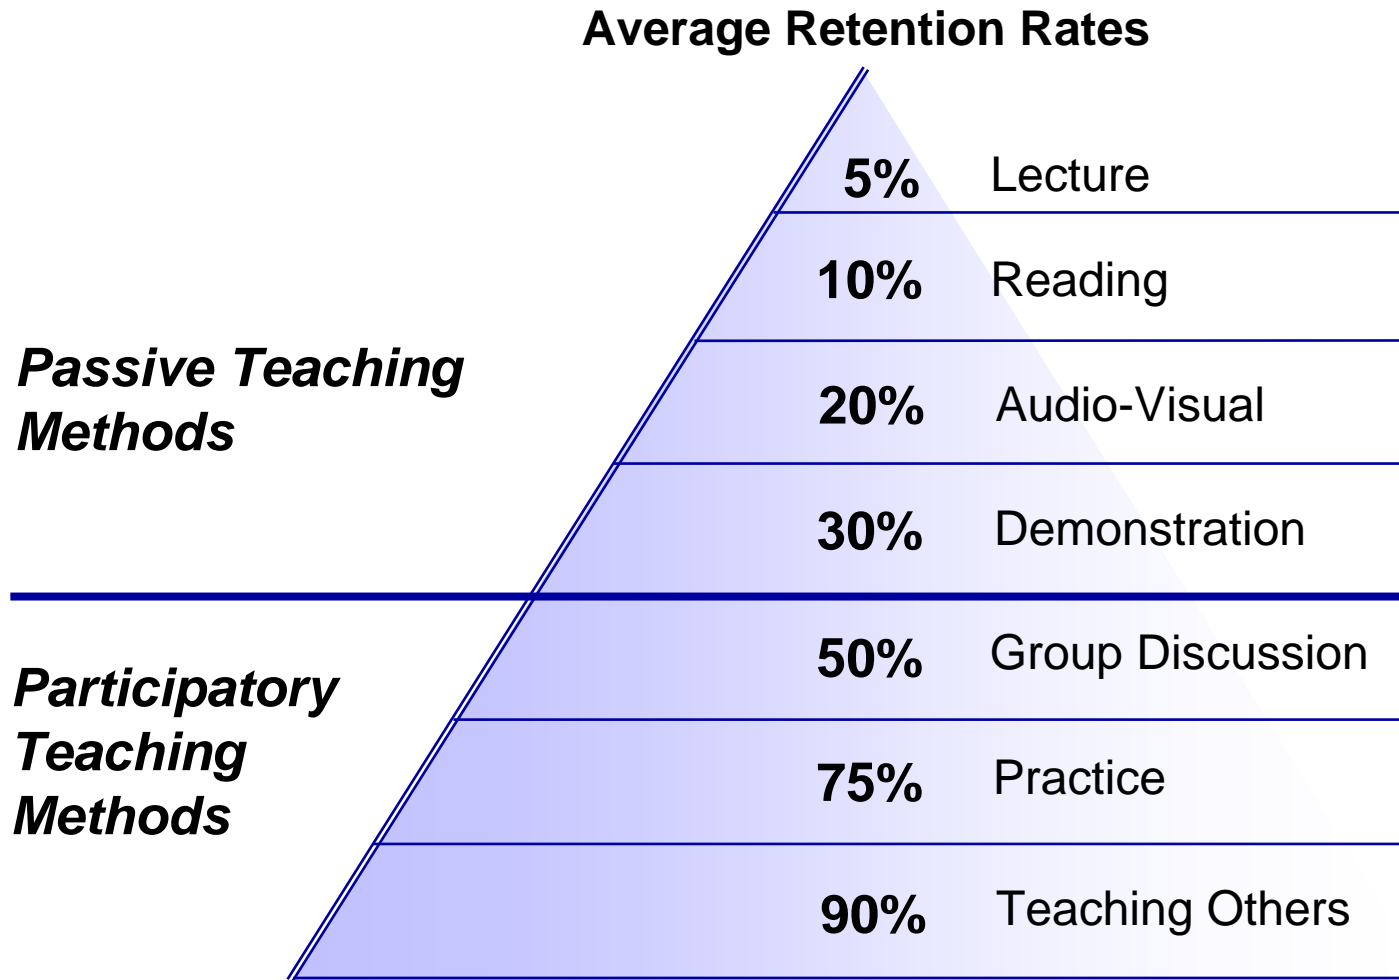 Average Retention Rates
5% Lecture
10% Reading
20% Audio-Visual
30% Demonstration
Passive Teaching
Methods
50% Group Discussion
75% Practice
90% Teaching Others
Participatory
Teaching
Methods